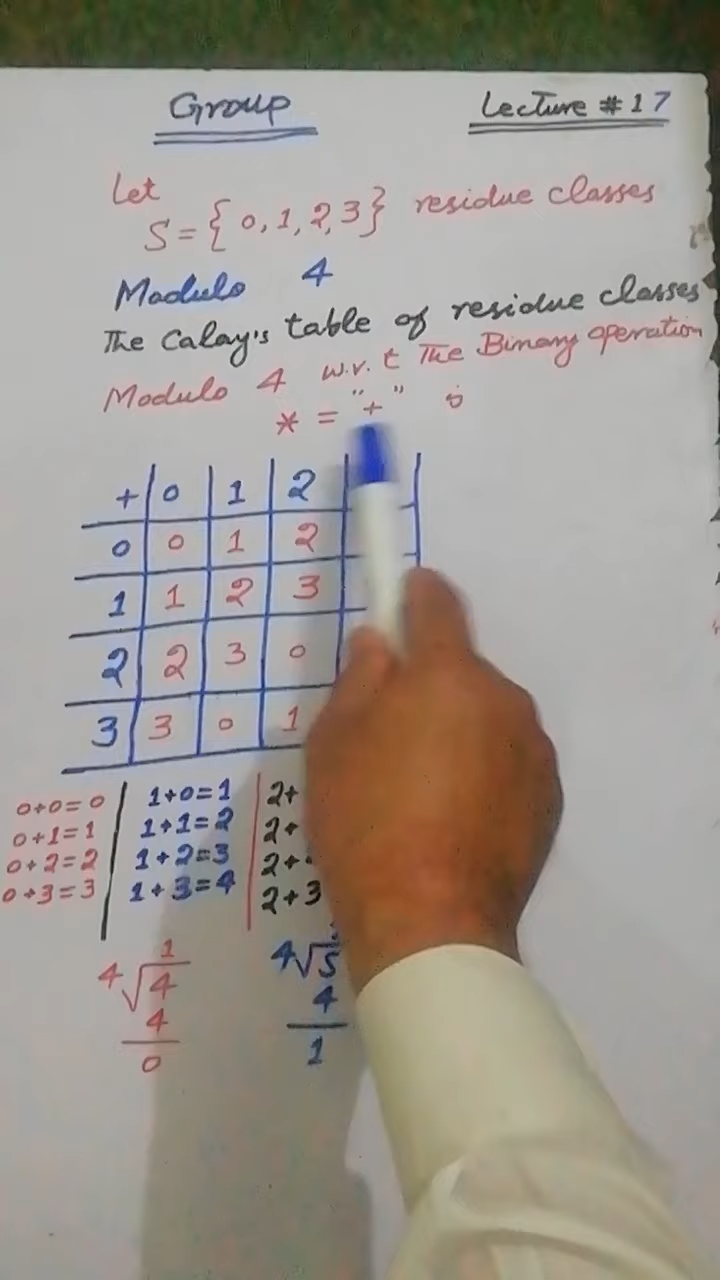 Group
Lecture # 17
Let
S = { 0, 1, 2, 3 } residue classes
Madulo 4
The Calay's table of residue classes
Modulo 4 w.r.t The Binary operation
* = "+" is
+ 0 1 2
0 0 1 2
1 1 2 3
2 2 3 0
3 3 0 1
0+0=0 1+0=1 2+
0+1=1 1+1=2 2+
0+2=2 1+2=3 2+
0+3=3 1+3=4 2+3
1
4√4 4√5
4 4
0 1